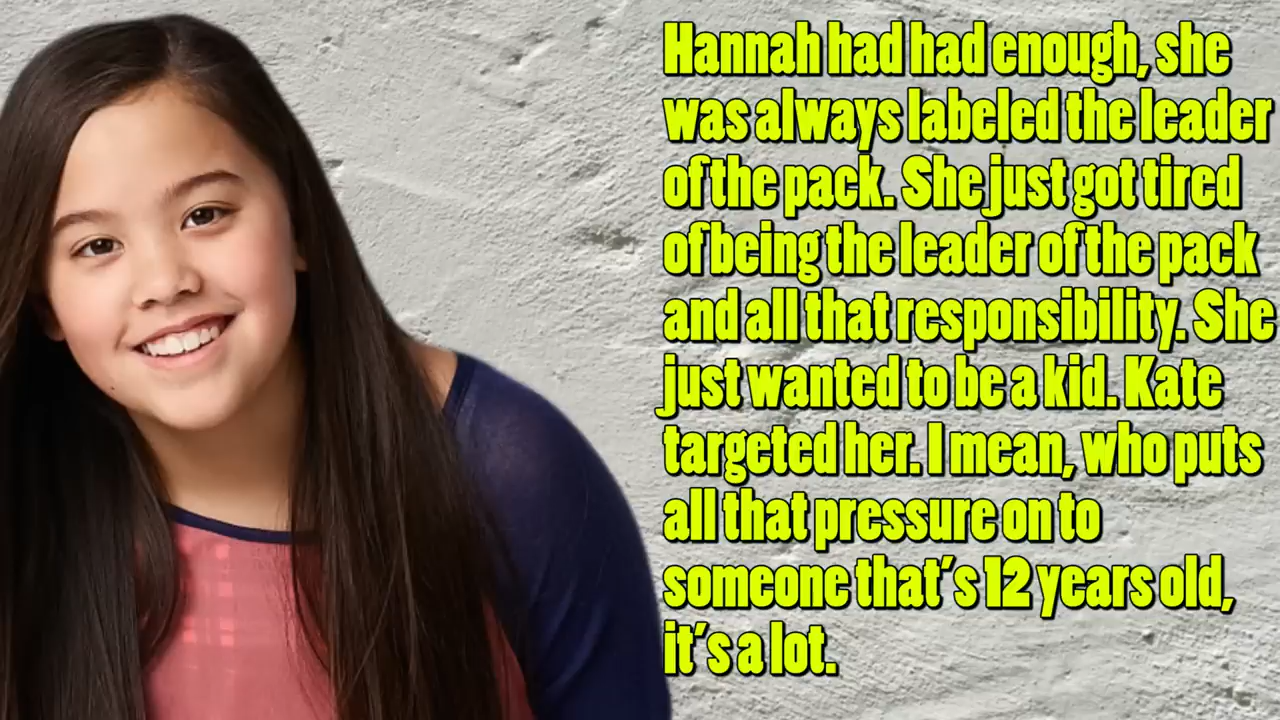 Hannah had had enough, she
was always labeled the leader
of the pack. She just got tired
of being the leader of the pack
and all that responsibility. She
just wanted to be a kid. Kate
targeted her. I mean, who puts
all that pressure on to
someone that's 12 years old,
it's a lot.